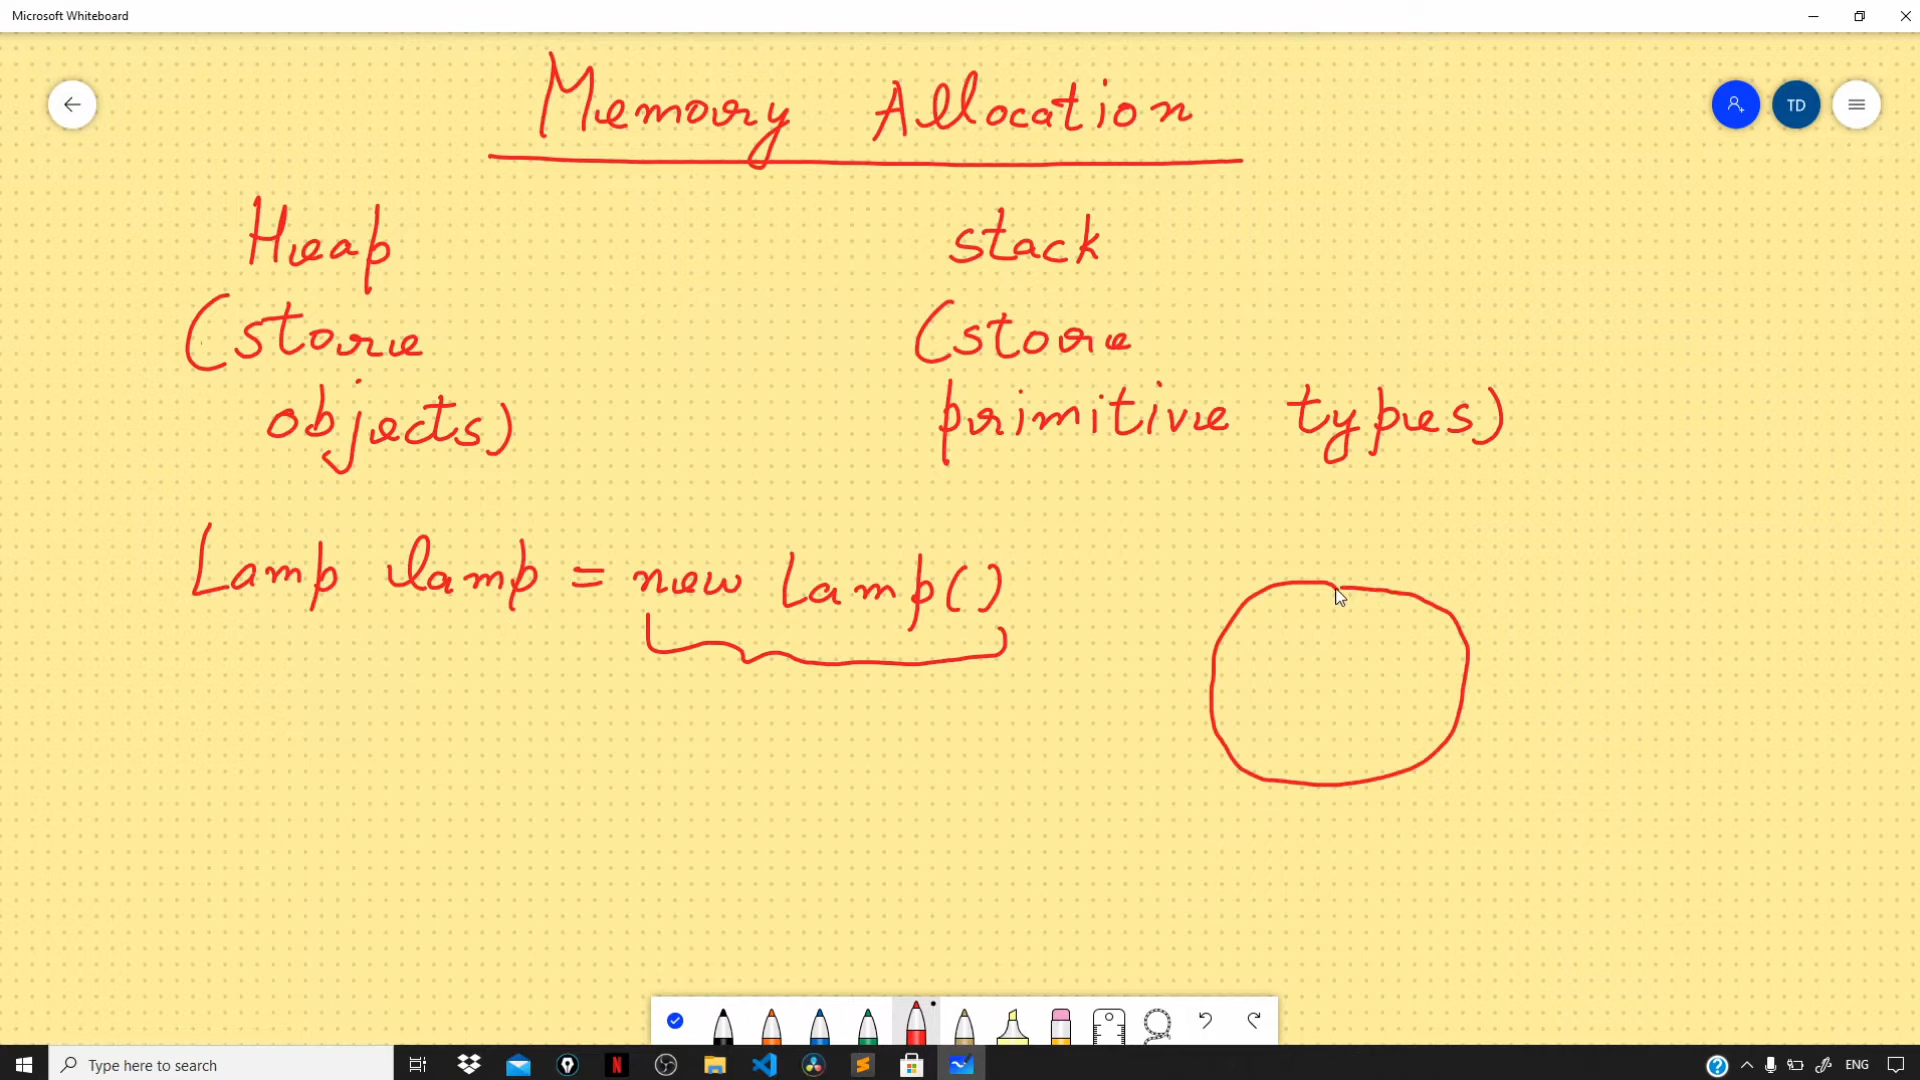 Microsoft Whiteboard
Memory Allocation
TD
Heap
stack
(store
objects)
(store
primitive types)
Lamp lamp = new Lamp()
Type here to search
N
ENG